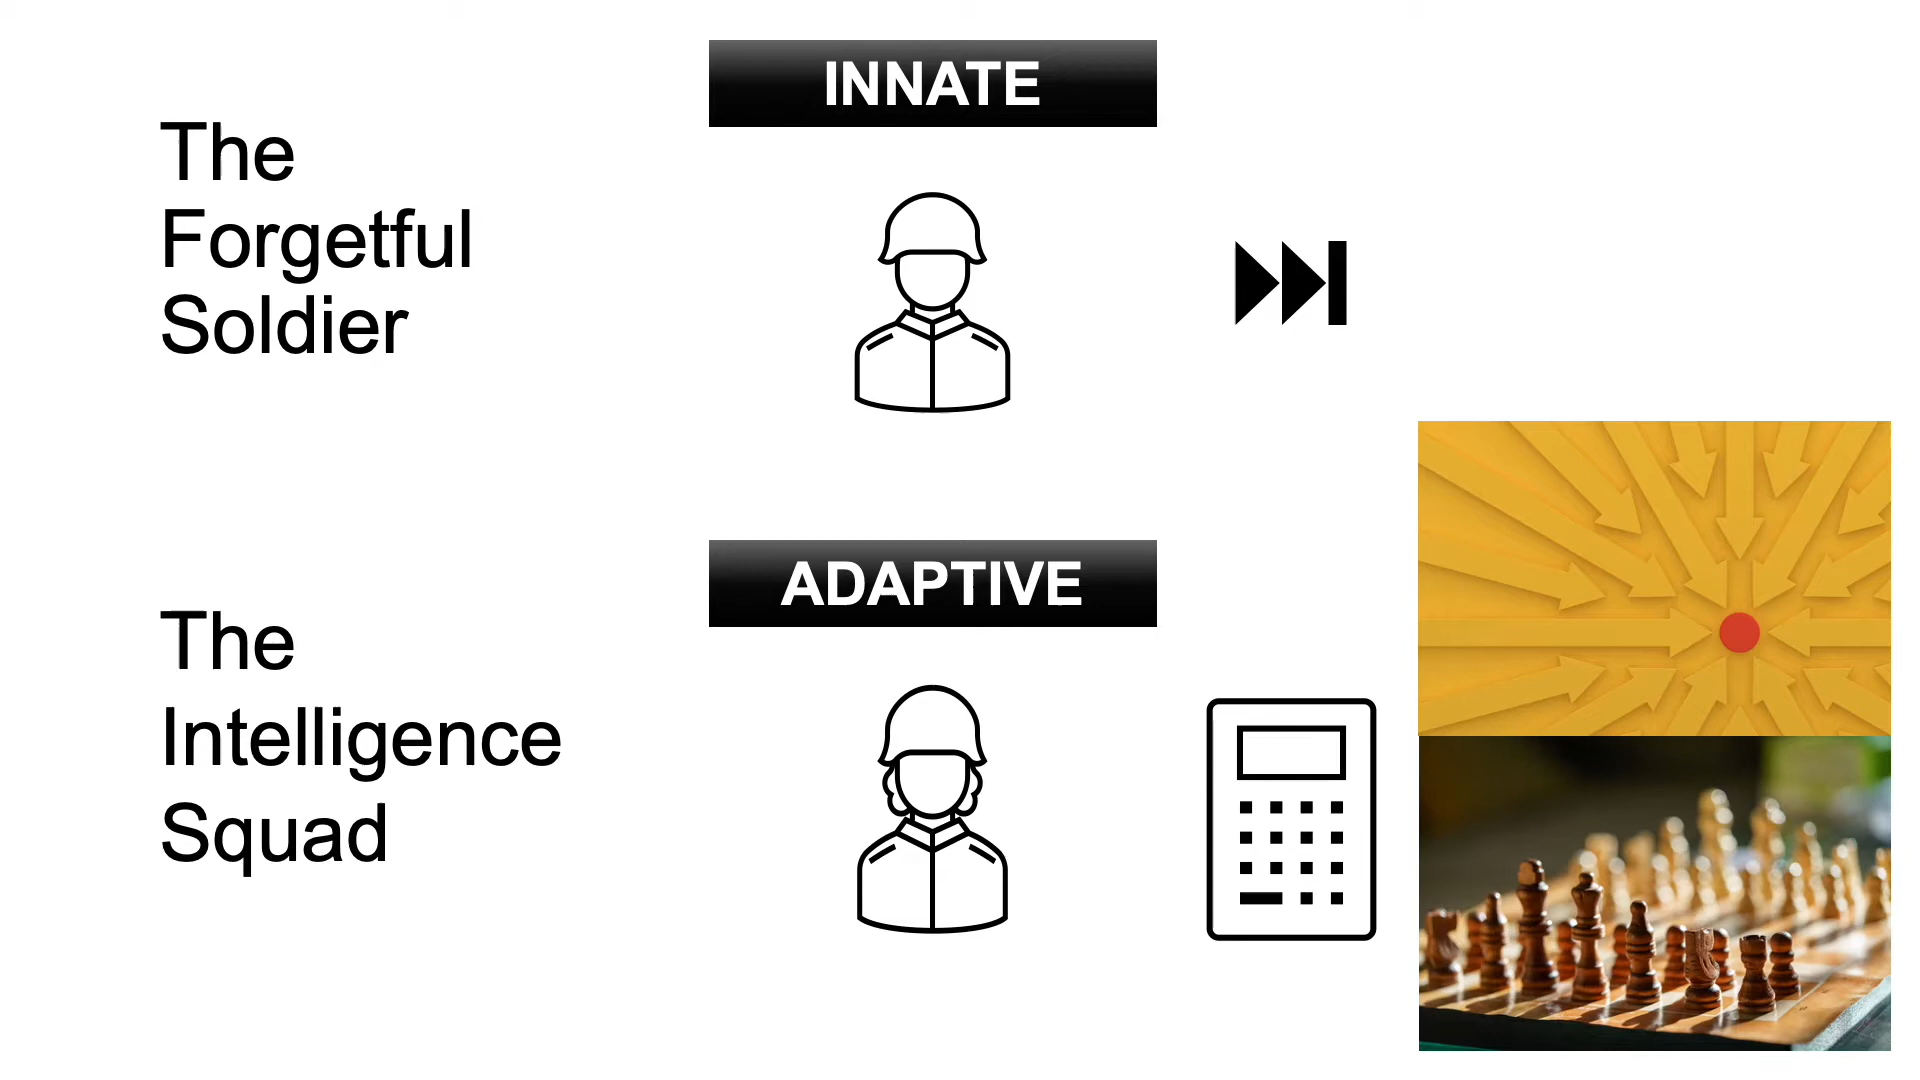 INNATE
The
Forgetful
Soldier
ADAPTIVE
The
Intelligence
Squad